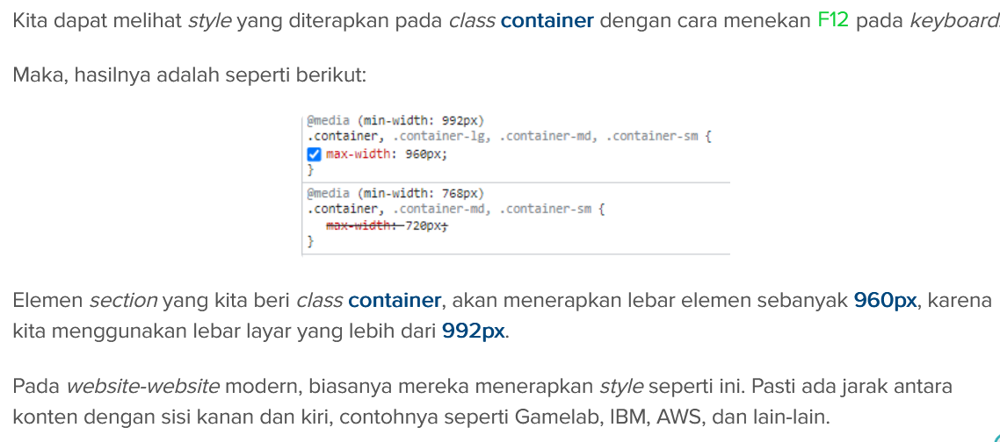 Kita dapat melihat style yang diterapkan pada class container dengan cara menekan F12 pada keyboard.
Maka, hasilnya adalah seperti berikut:
@media (min-width: 992px)
.container, .container-lg, .container-md, .container-sm {
max-width: 960px;
}
@media (min-width: 768px)
.container, .container-md, .container-sm {
max-width: 720px;
}
Elemen section yang kita beri class container, akan menerapkan lebar elemen sebanyak 960px, karena
kita menggunakan lebar layar yang lebih dari 992px.
Pada website-website modern, biasanya mereka menerapkan style seperti ini. Pasti ada jarak antara
konten dengan sisi kanan dan kiri, contohnya seperti Gamelab, IBM, AWS, dan lain-lain.